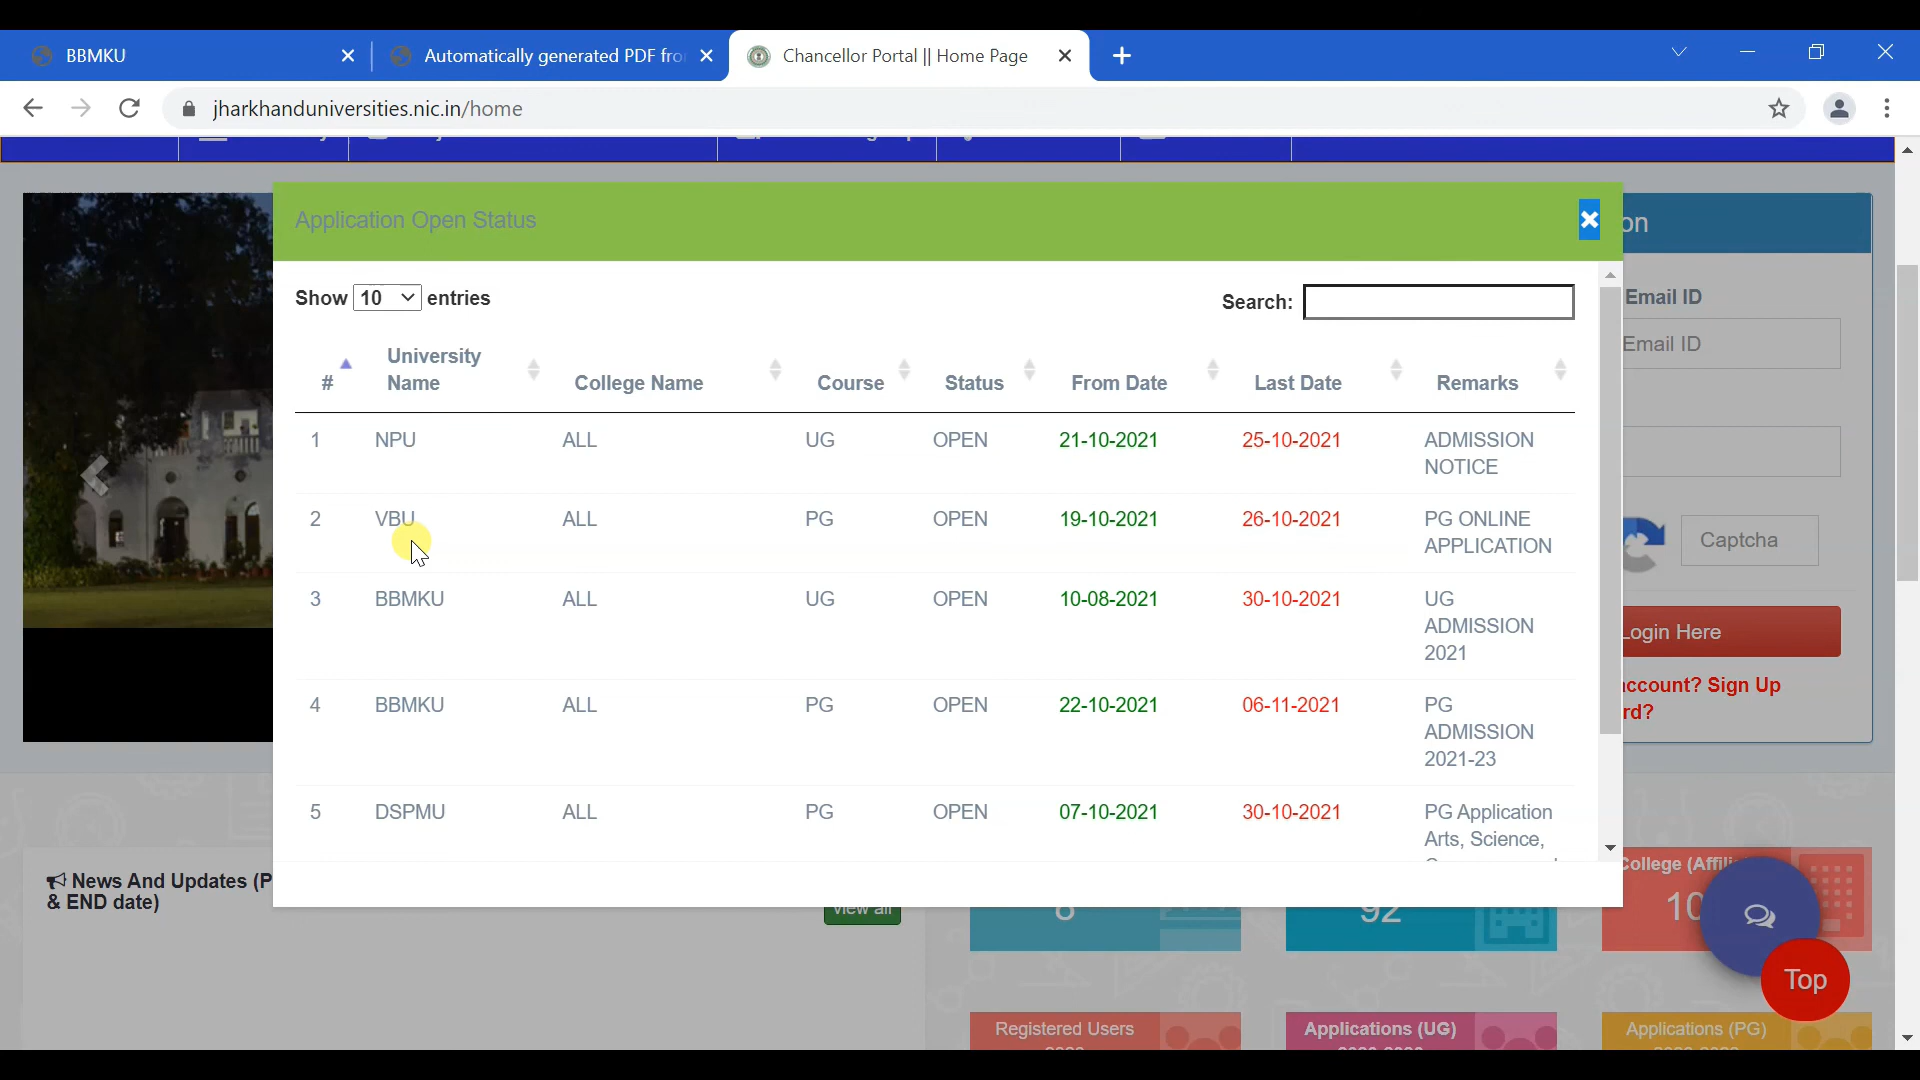 BBMKU
Automatically generated PDF fro
Chancellor Portal || Home Page
jharkhanduniversities.nic.in/home
Application Open Status
on
Show 10 entries
Search:
# University Name College Name Course Status From Date Last Date Remarks
1 NPU ALL UG OPEN 21-10-2021 25-10-2021 ADMISSION
NOTICE
2 VBU ALL PG OPEN 19-10-2021 26-10-2021 PG ONLINE
APPLICATION
3 BBMKU ALL UG OPEN 10-08-2021 30-10-2021 UG
ADMISSION
2021
4 BBMKU ALL PG OPEN 22-10-2021 06-11-2021 PG
ADMISSION
2021-23
5 DSPMU ALL PG OPEN 07-10-2021 30-10-2021 PG Application
Arts, Science,
Email ID
Email ID
Captcha
Login Here
ccount? Sign Up
rd?
News And Updates (P
& END date)
View all
6
92
College (Affili
10
Top
Registered Users
Applications (UG)
Applications (PG)